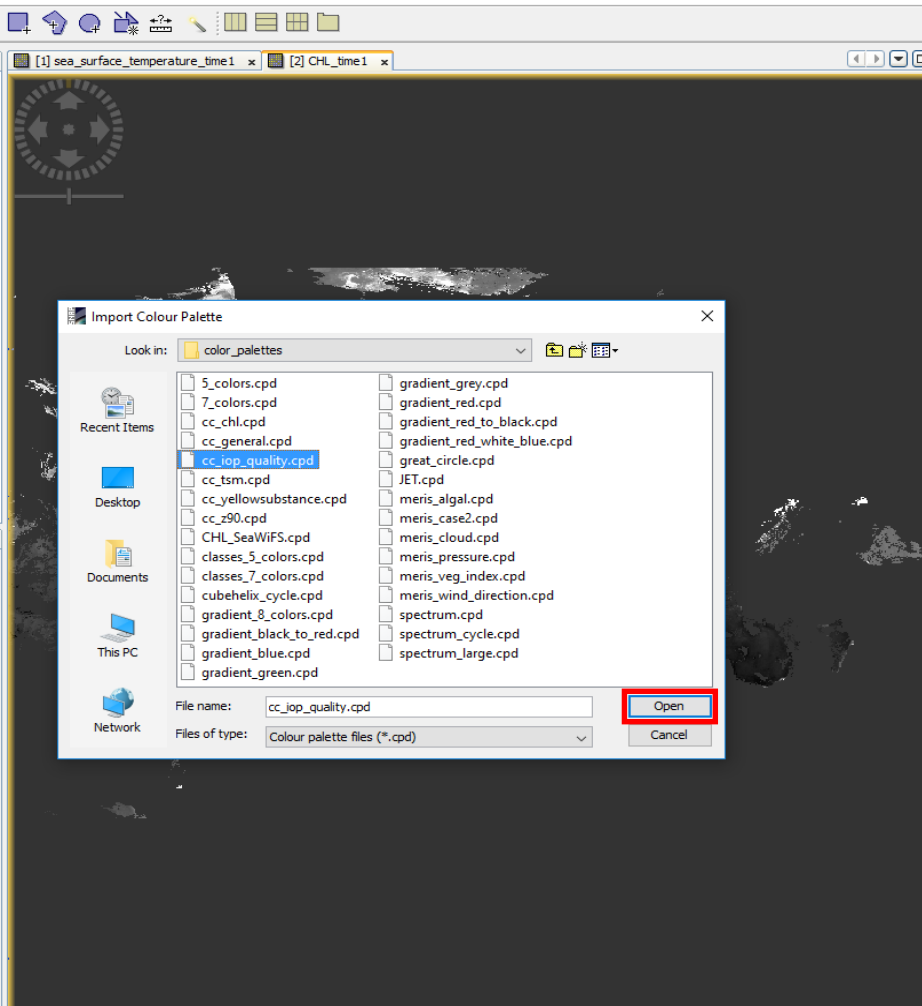 [1] sea_surface_temperature_time1 × [2] CHL_time1 ×
Import Colour Palette
Look in: color_palettes
Recent Items
Desktop
Documents
This PC
Network
5_colors.cpd
7_colors.cpd
cc_chl.cpd
cc_general.cpd
cc_iop_quality.cpd
cc_tsm.cpd
cc_yellowsubstance.cpd
cc_z90.cpd
CHL_SeaWiFS.cpd
classes_5_colors.cpd
classes_7_colors.cpd
cubehelix_cycle.cpd
gradient_8_colors.cpd
gradient_black_to_red.cpd
gradient_blue.cpd
gradient_green.cpd
gradient_grey.cpd
gradient_red.cpd
gradient_red_to_black.cpd
gradient_red_white_blue.cpd
great_circle.cpd
JET.cpd
meris_algal.cpd
meris_case2.cpd
meris_cloud.cpd
meris_pressure.cpd
meris_veg_index.cpd
meris_wind_direction.cpd
spectrum.cpd
spectrum_cycle.cpd
spectrum_large.cpd
File name: cc_iop_quality.cpd Open
Files of type: Colour palette files (*.cpd) Cancel